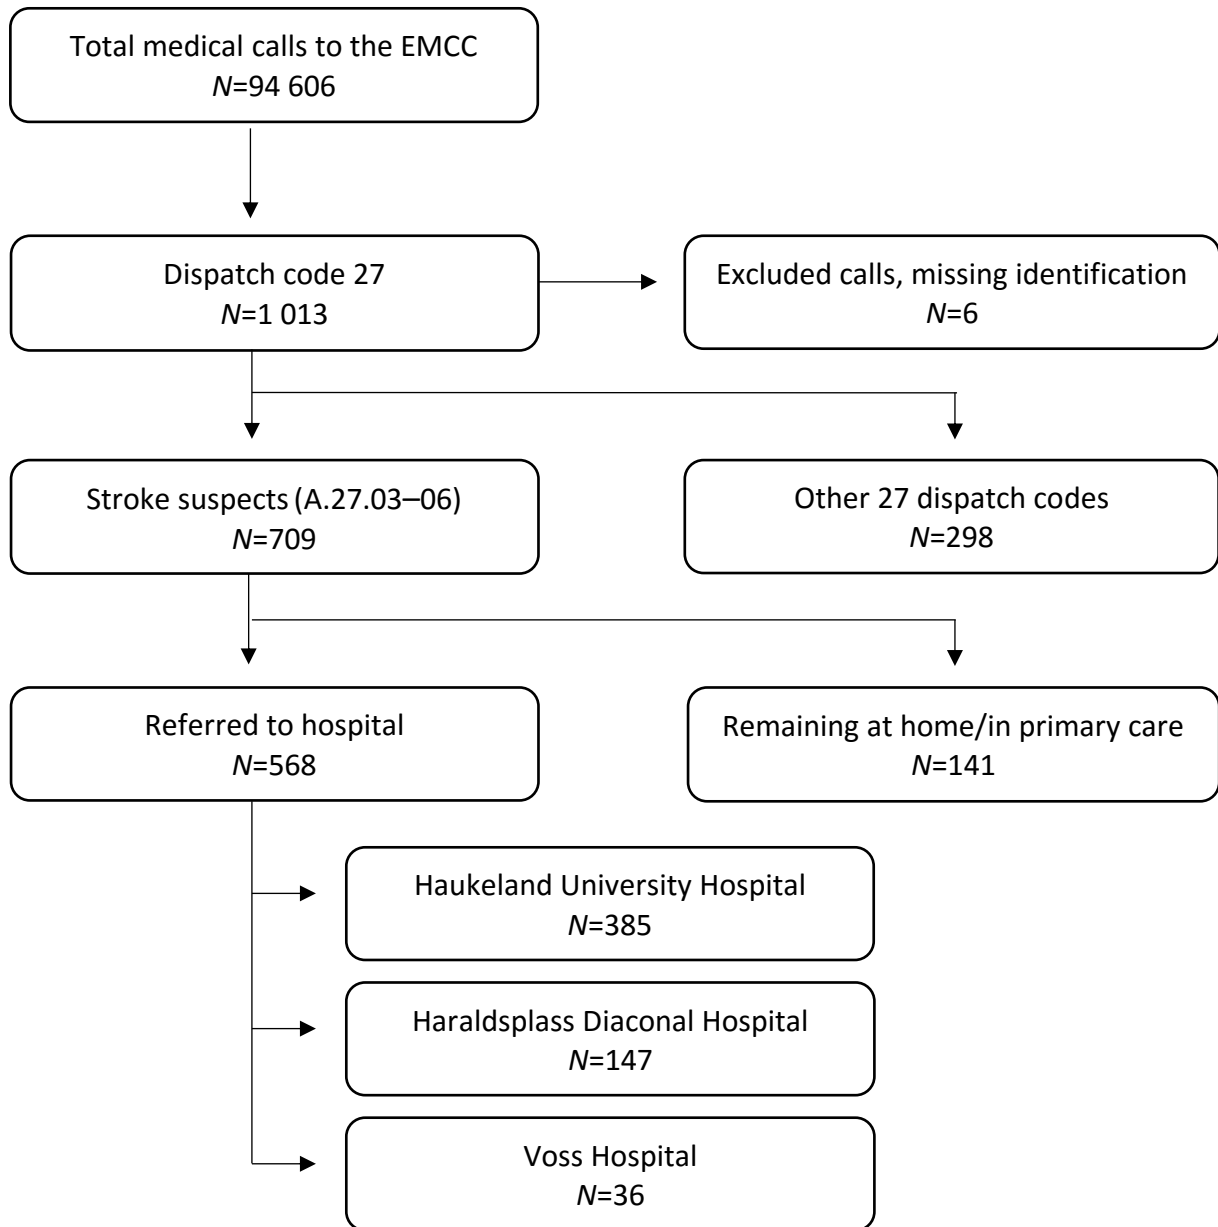 Total medical calls to the EMCC
N=94 606
Dispatch code 27
N=1 013
Excluded calls, missing identification
N=6
Stroke suspects (A.27.03–06)
N=709
Other 27 dispatch codes
N=298
Referred to hospital
N=568
Remaining at home/in primary care
N=141
Haukeland University Hospital
N=385
Haraldsplass Diaconal Hospital
N=147
Voss Hospital
N=36